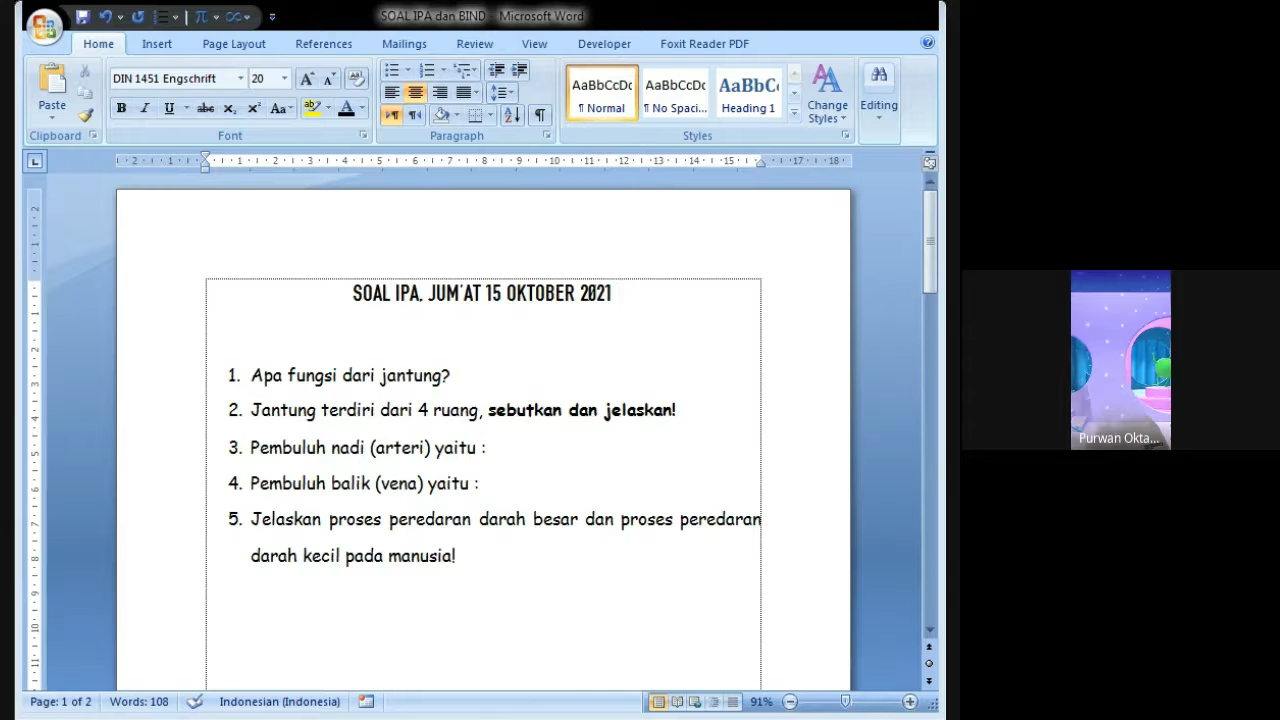 SOAL IPA dan BIND - Microsoft Word
Home Insert Page Layout References Mailings Review View Developer Foxit Reader PDF
DIN 1451 Engschrift 20
AaBbCcDc AaBbCcDc AaBbC
Paste
¶ Normal ¶ No Spaci... Heading 1
Change Styles Editing
Clipboard Font Paragraph Styles
SOAL IPA, JUM'AT 15 OKTOBER 2021
1. Apa fungsi dari jantung?
2. Jantung terdiri dari 4 ruang, sebutkan dan jelaskan!
3. Pembuluh nadi (arteri) yaitu :
4. Pembuluh balik (vena) yaitu :
5. Jelaskan proses peredaran darah besar dan proses peredaran
darah kecil pada manusia!
Purwan Okta...
Page: 1 of 2 Words: 108 Indonesian (Indonesia) 91%